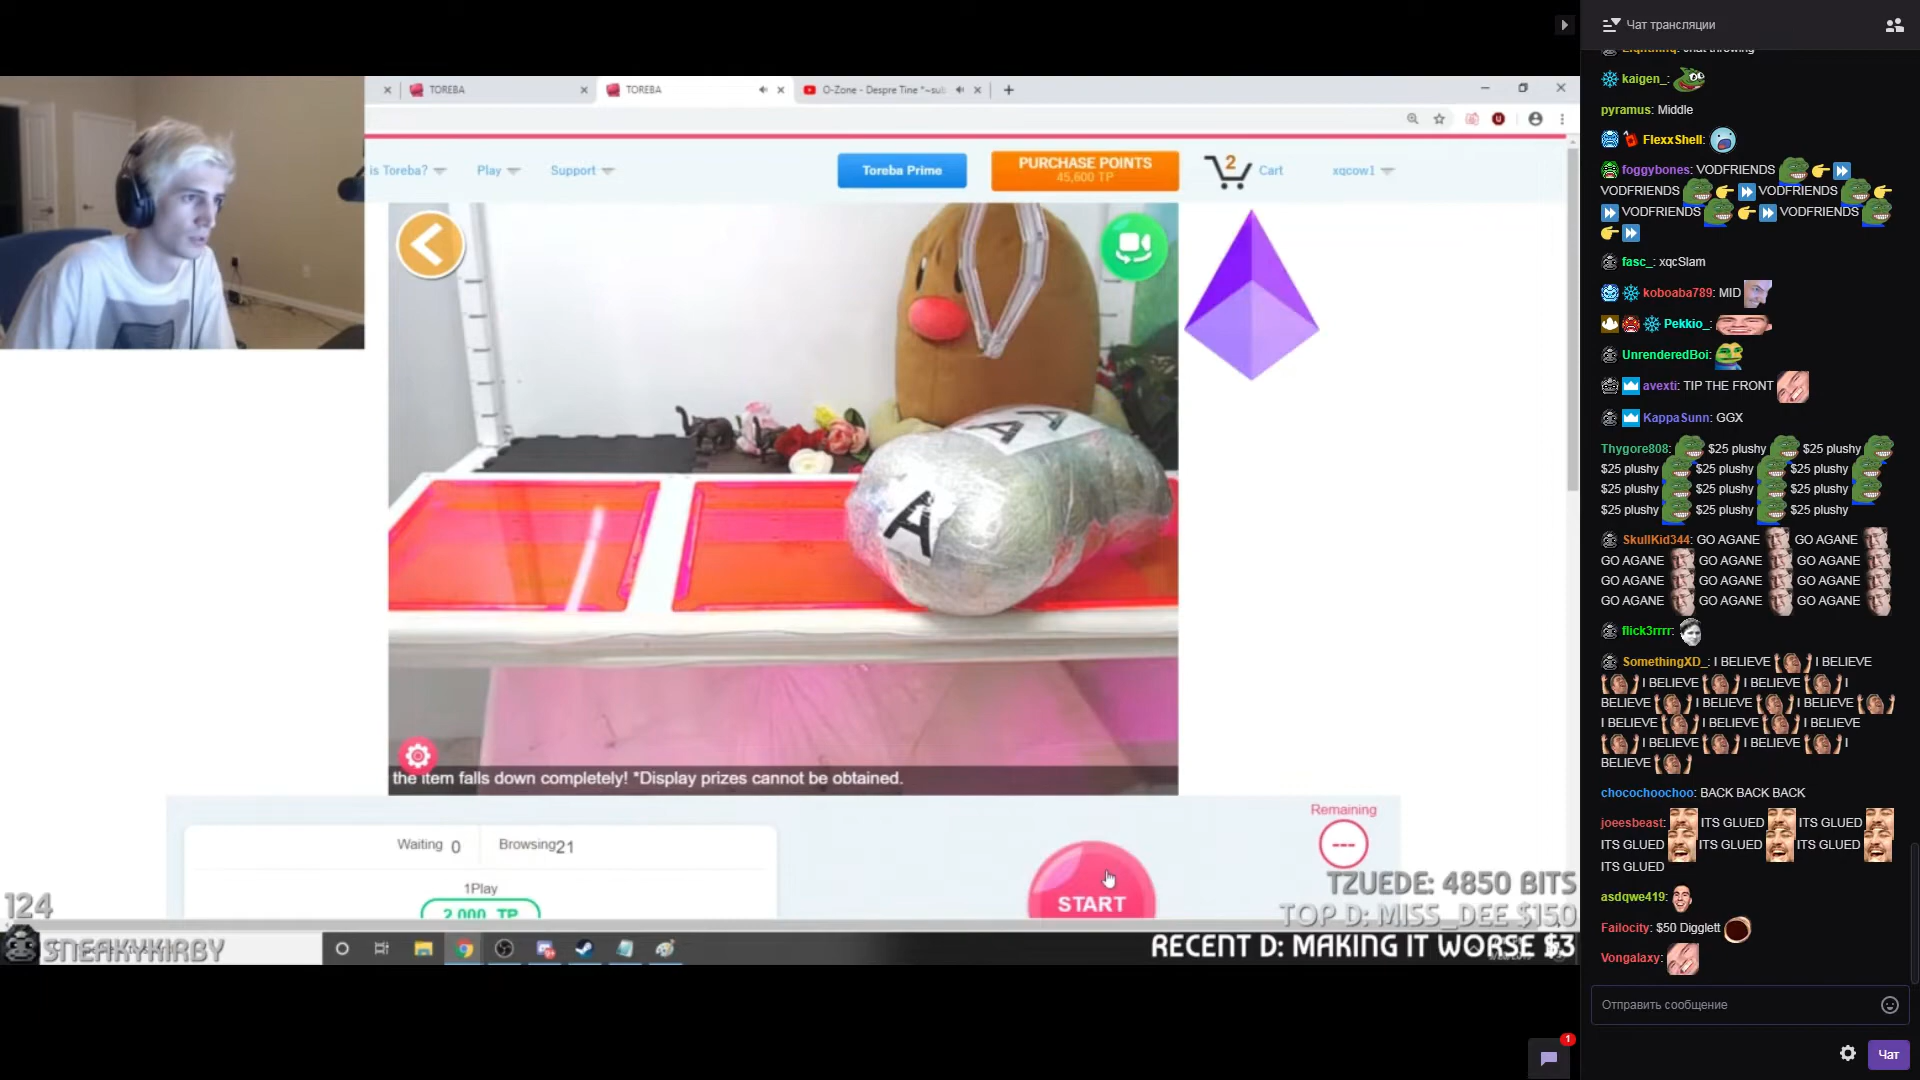 TOREBA
TOREBA
O-Zone - Despre Tine *~sub
is Toreba?
Play
Support
Toreba Prime
PURCHASE POINTS
45,600 TP
2
Cart
xqcow1
A
A
A
the item falls down completely! *Display prizes cannot be obtained.
Waiting 0
Browsing21
Remaining
---
1Play
2,000 TP
START
124
SNEAKYKIRBY
TZUEDE: 4850 BITS
TOP D: MISS_DEE $150
RECENT D: MAKING IT WORSE $3
Чат трансляции
kaigen_:
pyramus: Middle
FlexxShell:
foggybones: VODFRIENDS
VODFRIENDS VODFRIENDS
VODFRIENDS VODFRIENDS
fasc_: xqcSlam
koboaba789: MID
Pekkio_:
UnrenderedBoi:
avexti: TIP THE FRONT
KappaSunn: GGX
Thygore808: $25 plushy $25 plushy
$25 plushy $25 plushy $25 plushy
$25 plushy $25 plushy $25 plushy
$25 plushy $25 plushy $25 plushy
SkullKid344: GO AGANE GO AGANE
GO AGANE GO AGANE GO AGANE
GO AGANE GO AGANE GO AGANE
GO AGANE GO AGANE GO AGANE
flick3rrrr:
SomethingXD_: I BELIEVE I BELIEVE
I BELIEVE I BELIEVE I
BELIEVE I BELIEVE I BELIEVE
I BELIEVE I BELIEVE I BELIEVE
I BELIEVE I BELIEVE I
BELIEVE
chocochoochoo: BACK BACK BACK
joeesbeast: ITS GLUED ITS GLUED
ITS GLUED ITS GLUED ITS GLUED
ITS GLUED
asdqwe419:
Failocity: $50 Digglett
Vongalaxy:
Отправить сообщение
1
Чат